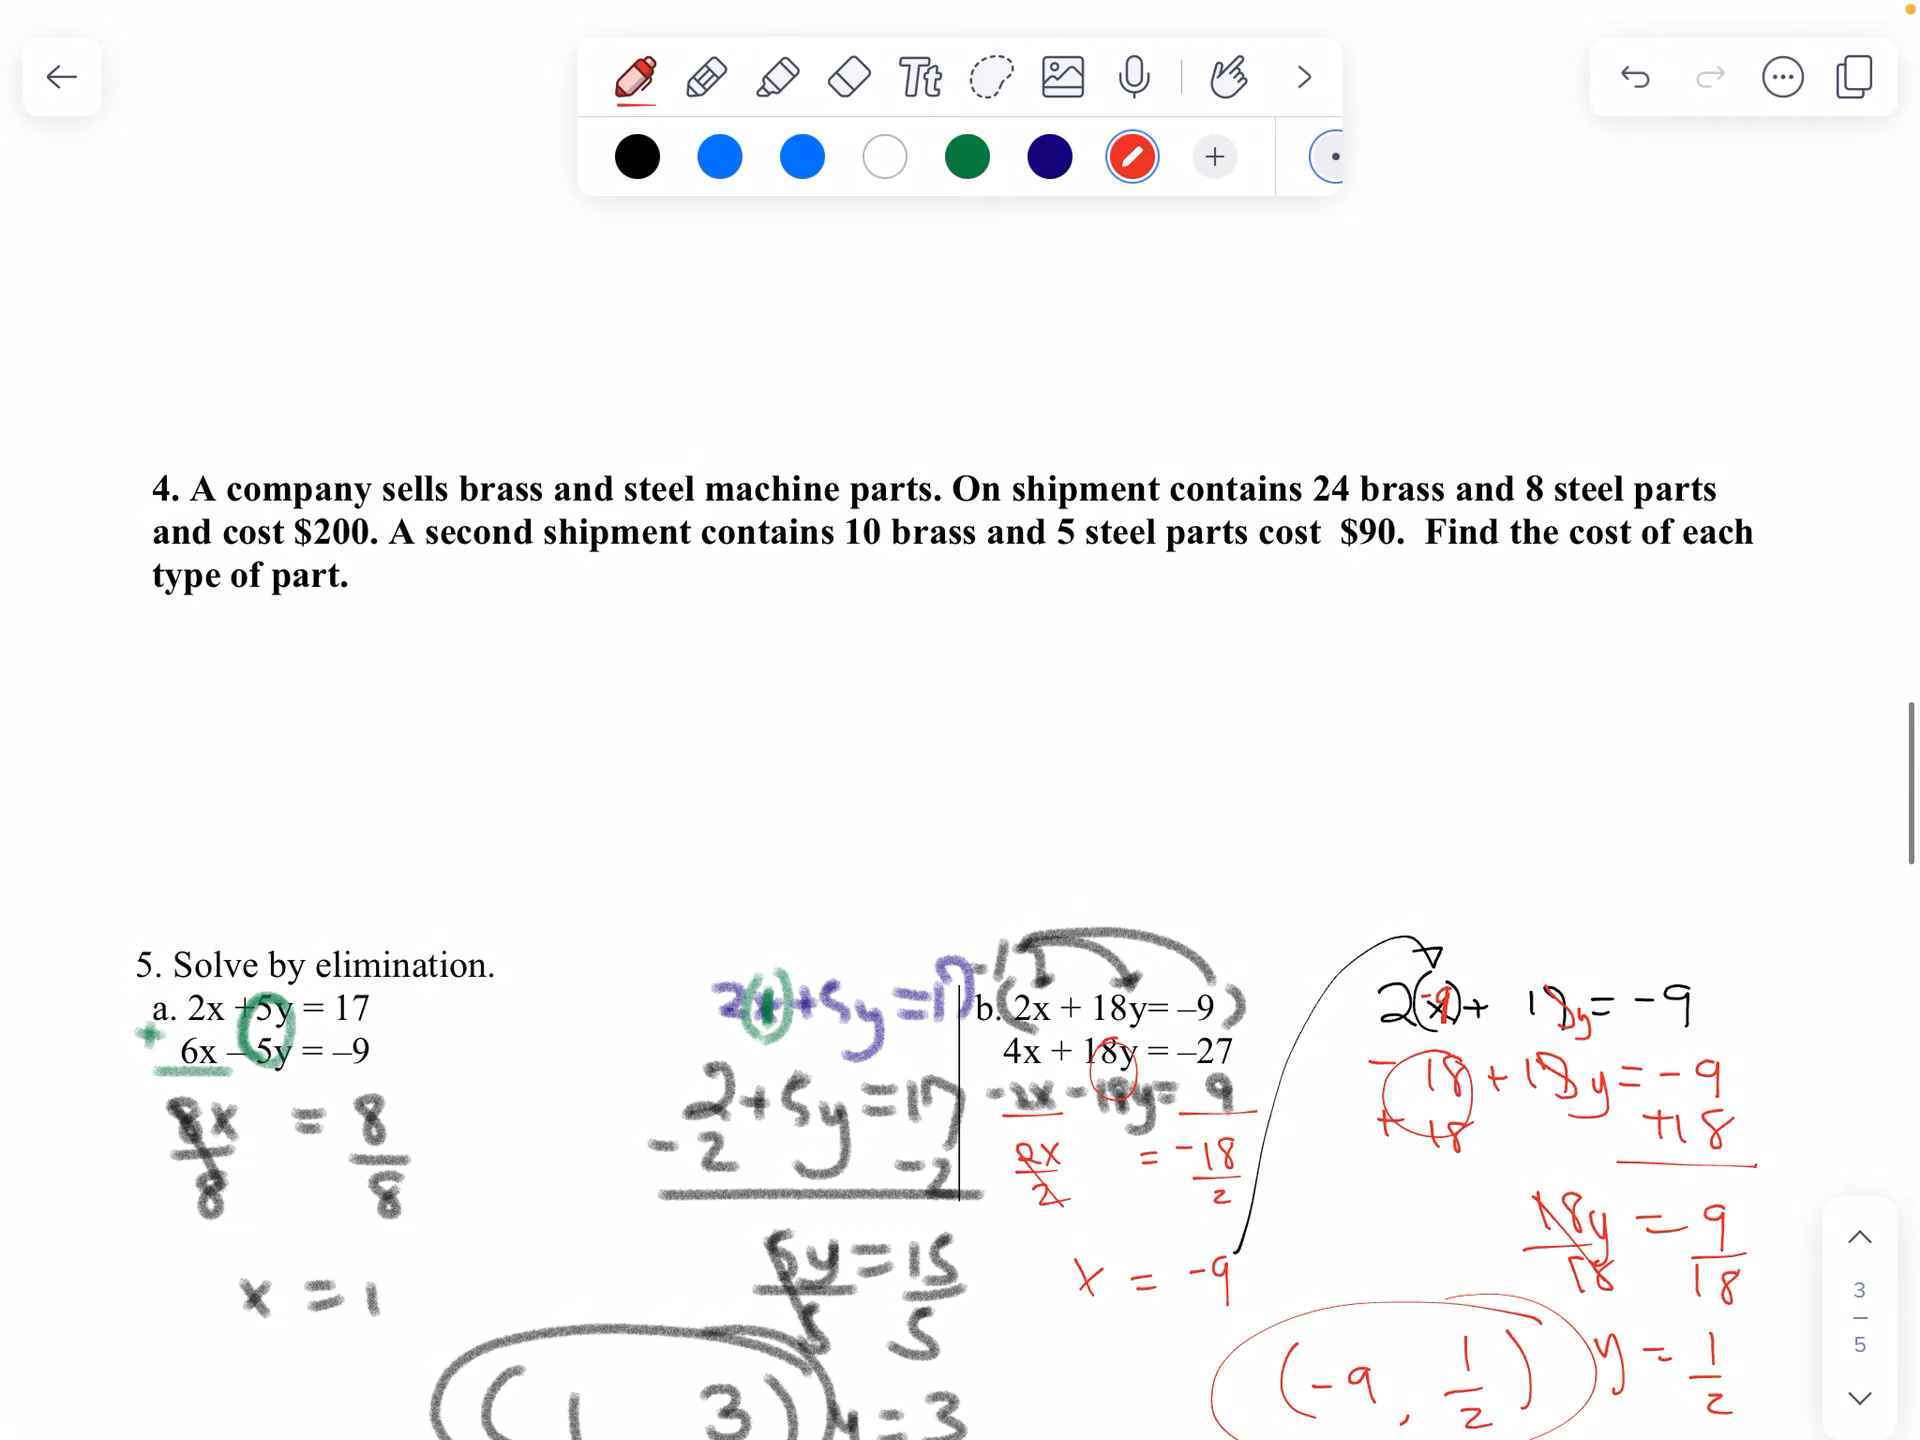 Tt
4. A company sells brass and steel machine parts. On shipment contains 24 brass and 8 steel parts
and cost $200. A second shipment contains 10 brass and 5 steel parts cost $90. Find the cost of each
type of part.
5. Solve by elimination.
a. 2x +5y = 17
+ 6x – 5y = –9
8x/8 = 8/8
x = 1
2(1)+5y=17
2+5y=17
-2 -2
5y/5=15/5
y=3
(1, 3)
-1(
b. 2x + 18y= –9 )
4x + 18y = –27
-2x -18y= 9
2x/2 = -18/2
x = -9
2(-9)+ 18y= -9
-18+18y=-9
+18 +18
18y/18 = 9/18
y = 1/2
(-9, 1/2)
3
5